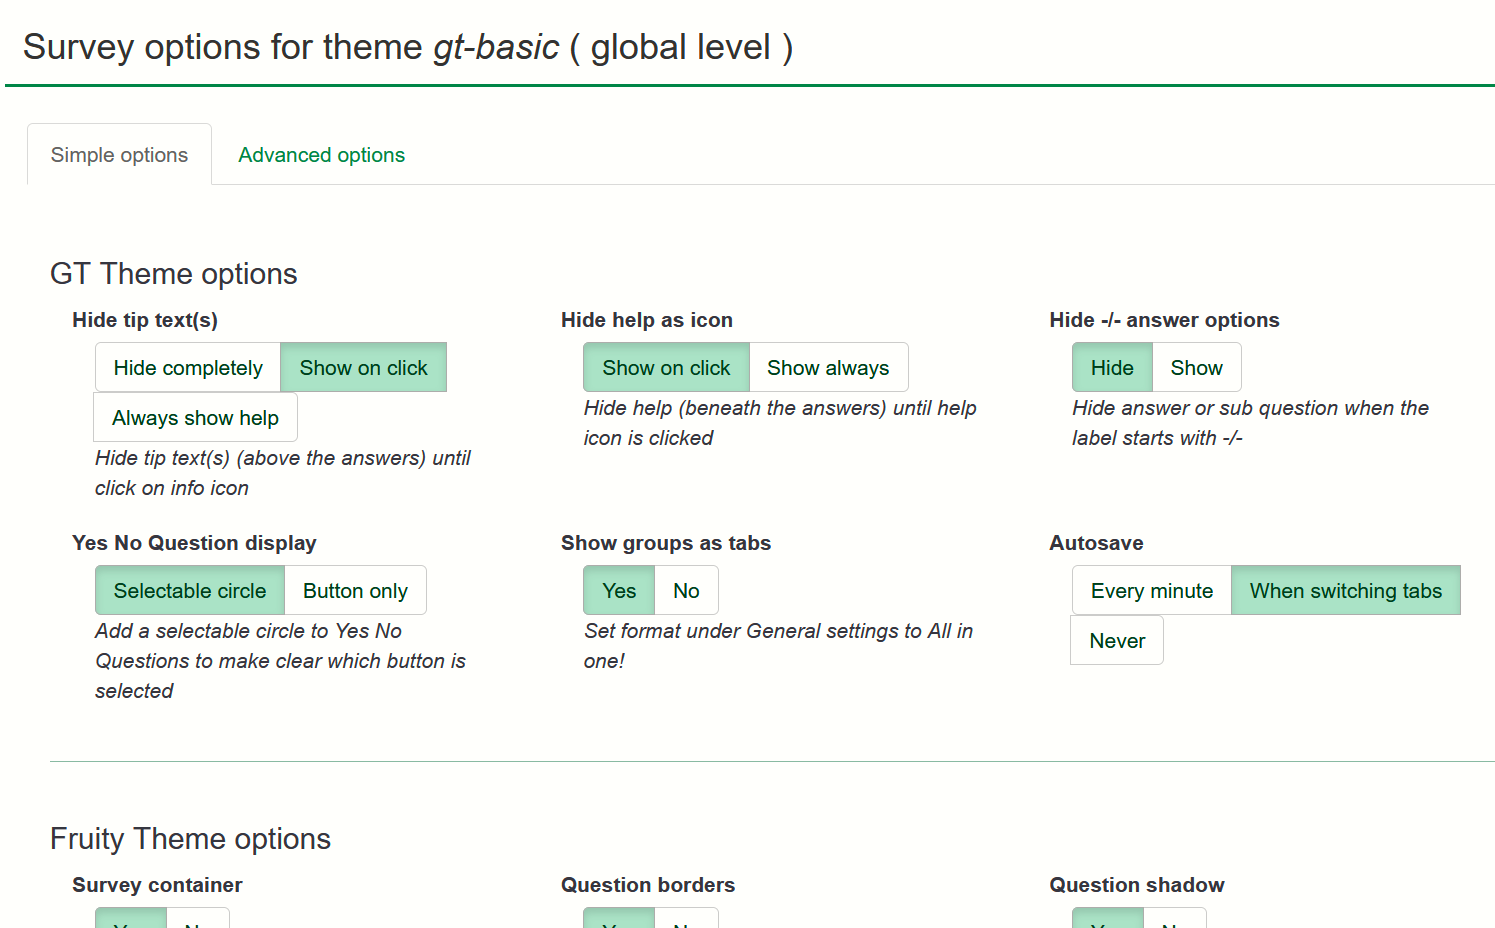 Survey options for theme gt-basic ( global level )
Simple options
Advanced options
GT Theme options
Hide tip text(s)
Hide completely
Show on click
Always show help
Hide tip text(s) (above the answers) until
click on info icon
Hide help as icon
Show on click
Show always
Hide help (beneath the answers) until help
icon is clicked
Hide -/- answer options
Hide
Show
Hide answer or sub question when the
label starts with -/-
Yes No Question display
Selectable circle
Button only
Add a selectable circle to Yes No
Questions to make clear which button is
selected
Show groups as tabs
Yes
No
Set format under General settings to All in
one!
Autosave
Every minute
When switching tabs
Never
Fruity Theme options
Survey container
Yes
No
Question borders
Yes
No
Question shadow
Yes
No